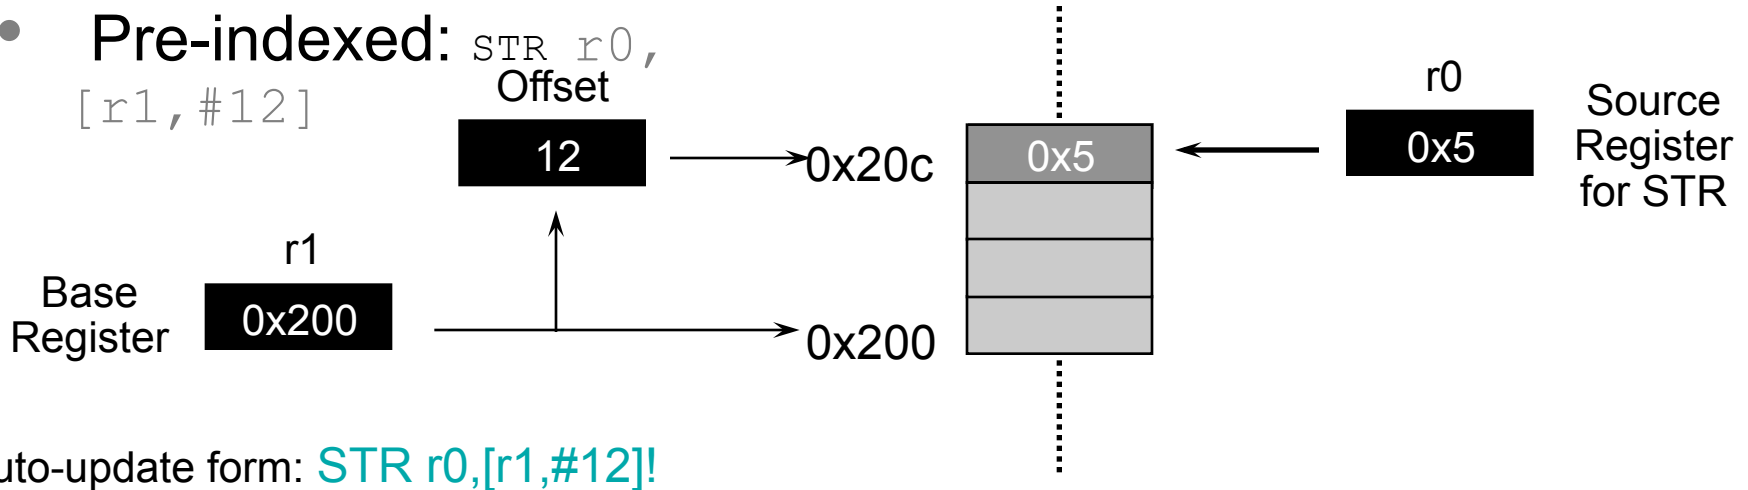 • Pre-indexed: STR r0,
[r1,#12]
Offset
12
0x20c
0x5
r0
0x5
Source
Register
for STR
r1
Base
Register
0x200
0x200
uto-update form: STR r0,[r1,#12]!